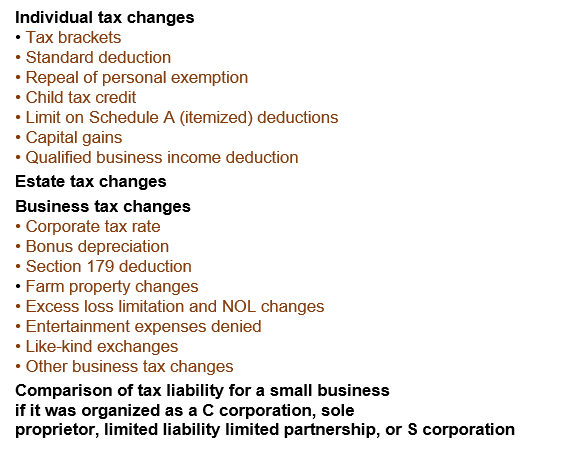 Individual tax changes
• Tax brackets
• Standard deduction
• Repeal of personal exemption
• Child tax credit
• Limit on Schedule A (itemized) deductions
• Capital gains
• Qualified business income deduction
Estate tax changes
Business tax changes
• Corporate tax rate
• Bonus depreciation
• Section 179 deduction
• Farm property changes
• Excess loss limitation and NOL changes
• Entertainment expenses denied
• Like-kind exchanges
• Other business tax changes
Comparison of tax liability for a small business
if it was organized as a C corporation, sole
proprietor, limited liability limited partnership, or S corporation